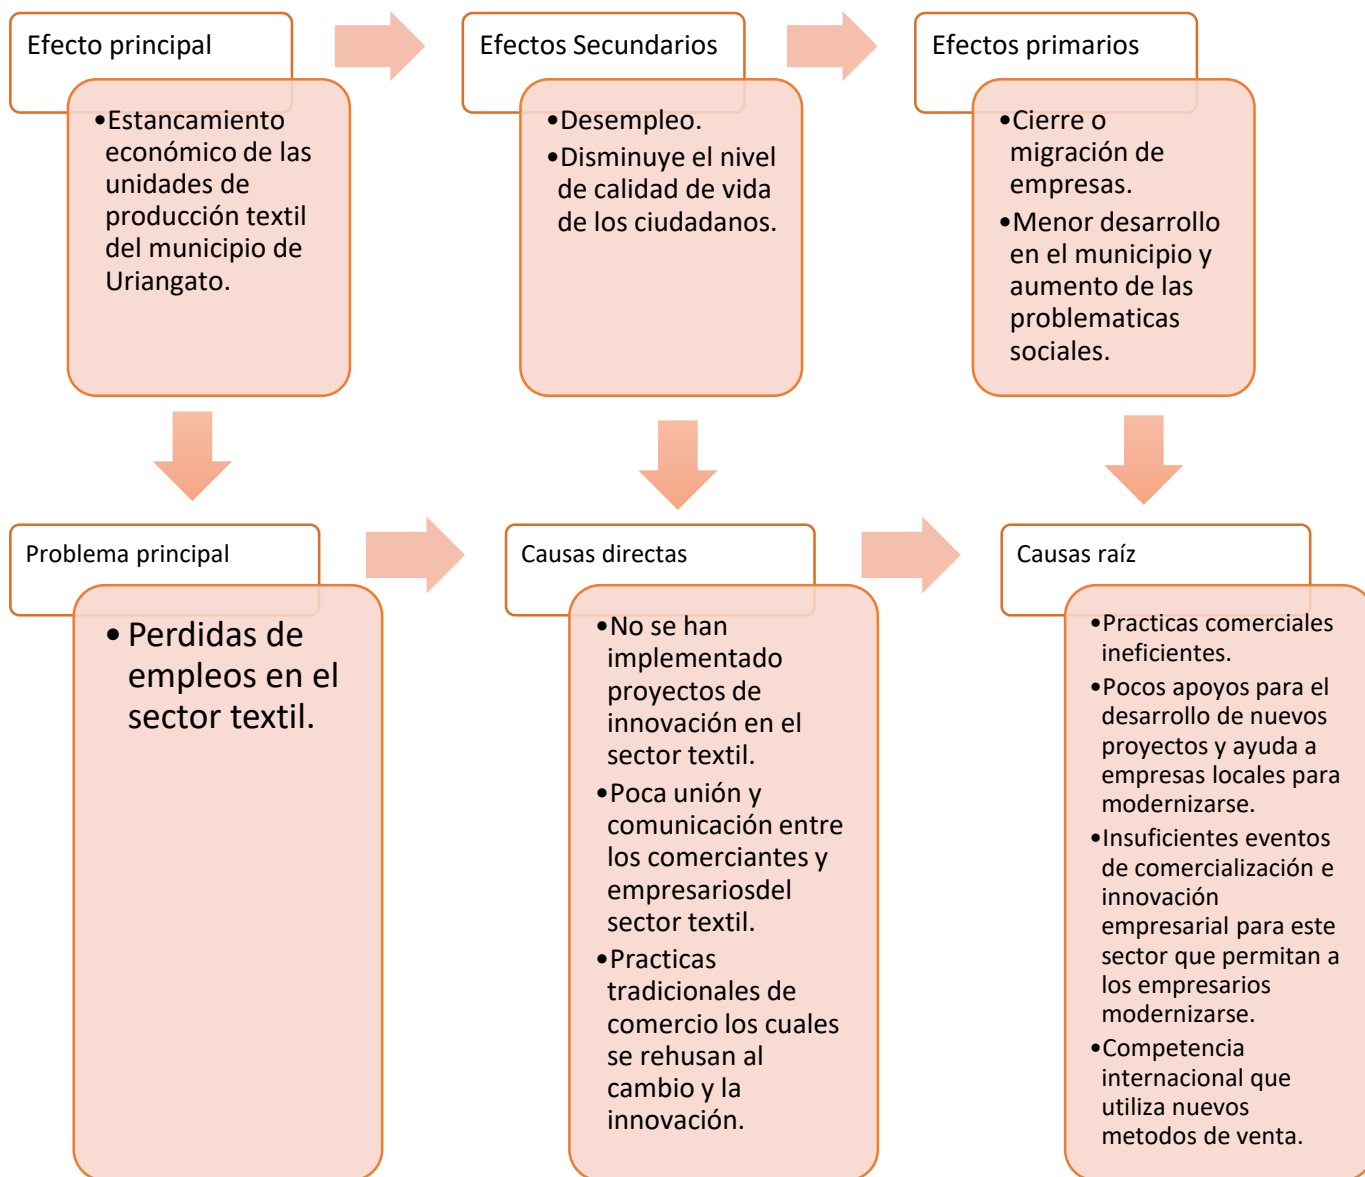 Efecto principal
•Estancamiento
económico de las
unidades de
producción textil
del municipio de
Uriangato.
Efectos Secundarios
•Desempleo.
•Disminuye el nivel
de calidad de vida
de los ciudadanos.
Efectos primarios
•Cierre o
migración de
empresas.
•Menor desarrollo
en el municipio y
aumento de las
problematicas
sociales.
Problema principal
• Perdidas de
empleos en el
sector textil.
Causas directas
•No se han
implementado
proyectos de
innovación en el
sector textil.
•Poca unión y
comunicación entre
los comerciantes y
empresariosdel
sector textil.
•Practicas
tradicionales de
comercio los cuales
se rehusan al
cambio y la
innovación.
Causas raíz
•Practicas comerciales
ineficientes.
•Pocos apoyos para el
desarrollo de nuevos
proyectos y ayuda a
empresas locales para
modernizarse.
•Insuficientes eventos
de comercialización e
innovación
empresarial para este
sector que permitan a
los empresarios
modernizarse.
•Competencia
internacional que
utiliza nuevos
metodos de venta.